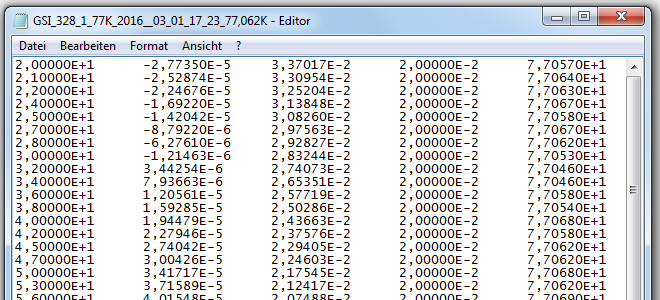 GSI_328_1_77K_2016__03_01_17_23_77,062K - Editor
Datei Bearbeiten Format Ansicht ?
2,00000E+1 -2,77350E-5 3,37017E-2 2,00000E-2 7,70570E+1
2,10000E+1 -2,52874E-5 3,30954E-2 2,00000E-2 7,70640E+1
2,20000E+1 -2,24676E-5 3,25204E-2 2,00000E-2 7,70630E+1
2,40000E+1 -1,69220E-5 3,13848E-2 2,00000E-2 7,70670E+1
2,50000E+1 -1,42042E-5 3,08260E-2 2,00000E-2 7,70580E+1
2,70000E+1 -8,79220E-6 2,97563E-2 2,00000E-2 7,70670E+1
2,80000E+1 -6,27610E-6 2,92827E-2 2,00000E-2 7,70620E+1
3,00000E+1 -1,21463E-6 2,83244E-2 2,00000E-2 7,70530E+1
3,20000E+1 3,44254E-6 2,74073E-2 2,00000E-2 7,70460E+1
3,40000E+1 7,93663E-6 2,65351E-2 2,00000E-2 7,70460E+1
3,60000E+1 1,20561E-5 2,57719E-2 2,00000E-2 7,70580E+1
3,80000E+1 1,59285E-5 2,50286E-2 2,00000E-2 7,70540E+1
4,00000E+1 1,94479E-5 2,43663E-2 2,00000E-2 7,70680E+1
4,20000E+1 2,27946E-5 2,37576E-2 2,00000E-2 7,70580E+1
4,50000E+1 2,74042E-5 2,29405E-2 2,00000E-2 7,70620E+1
4,70000E+1 3,00426E-5 2,24603E-2 2,00000E-2 7,70620E+1
5,00000E+1 3,41717E-5 2,17545E-2 2,00000E-2 7,70680E+1
5,30000E+1 3,71589E-5 2,12417E-2 2,00000E-2 7,70620E+1
5,60000E+1 4,01548E-5 2,07488E-2 2,00000E-2 7,70690E+1